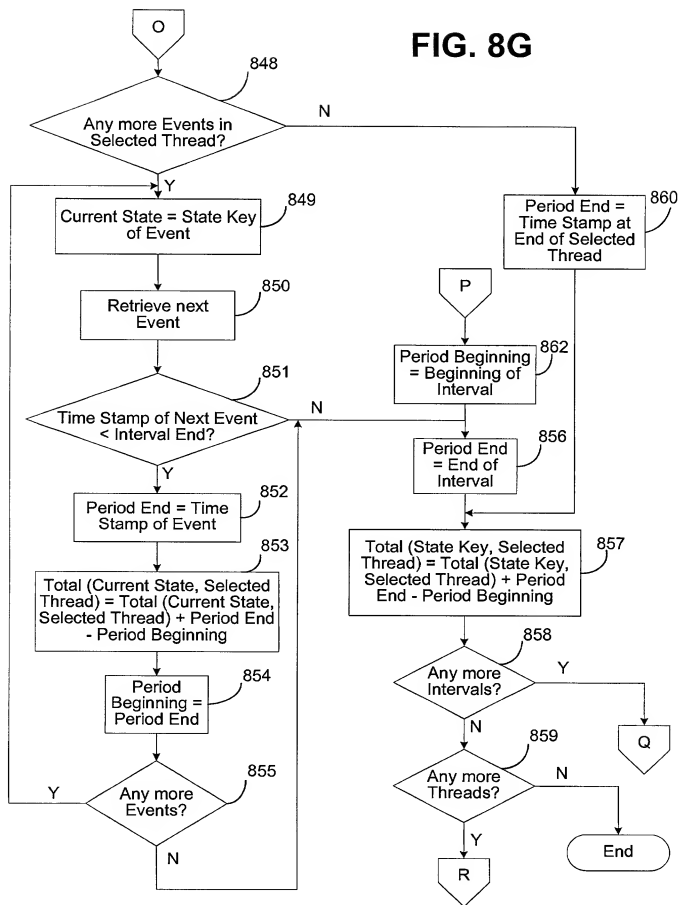 O
FIG. 8G
848
Any more Events in
Selected Thread?
N
Y
Current State = State Key
of Event
849
Period End =
Time Stamp at
End of Selected
Thread
860
Retrieve next
Event
850
P
Period Beginning
= Beginning of
Interval
862
851
Time Stamp of Next Event
< Interval End?
N
Y
Period End
= End of
Interval
856
Period End = Time
Stamp of Event
852
853
Total (Current State, Selected
Thread) = Total (Current State,
Selected Thread) + Period End
- Period Beginning
Total (State Key, Selected
Thread) = Total (State Key,
Selected Thread) + Period
End - Period Beginning
857
Period
Beginning =
Period End
854
858
Any more
Intervals?
Y
N
Q
Any more
Events?
855
Y
N
859
Any more
Threads?
N
Y
R
End